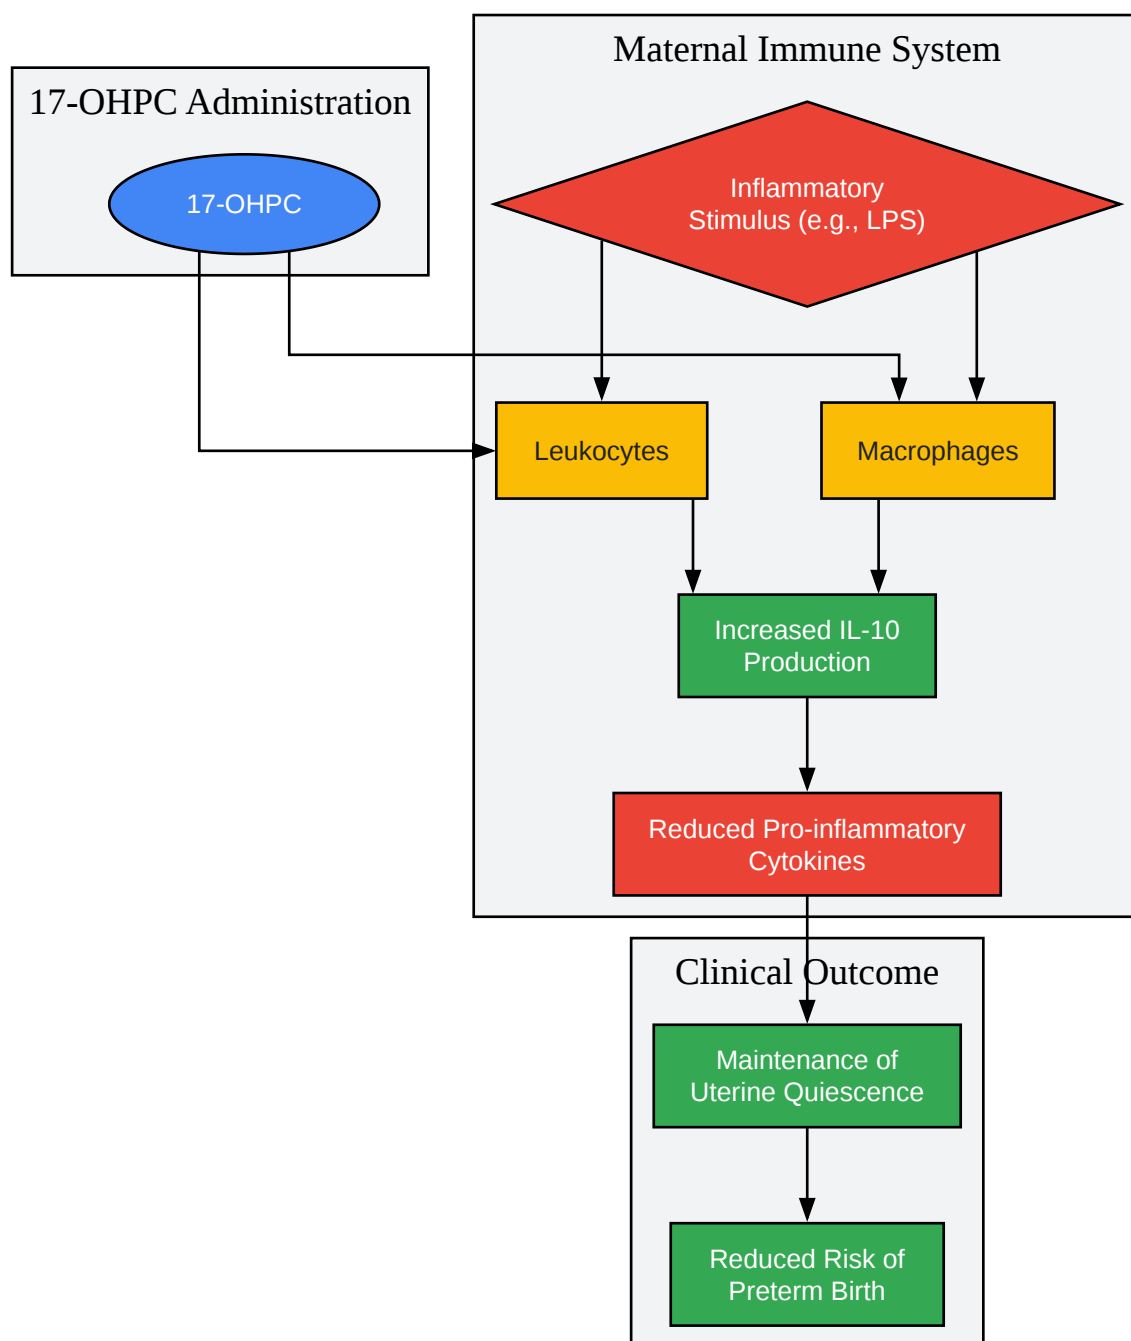 Maternal Immune System
17-OHPC Administration
17-OHPC
Inflammatory
Stimulus (e.g., LPS)
Leukocytes
Macrophages
Increased IL-10
Production
Reduced Pro-inflammatory
Cytokines
Clinical Outcome
Maintenance of
Uterine Quiescence
Reduced Risk of
Preterm Birth